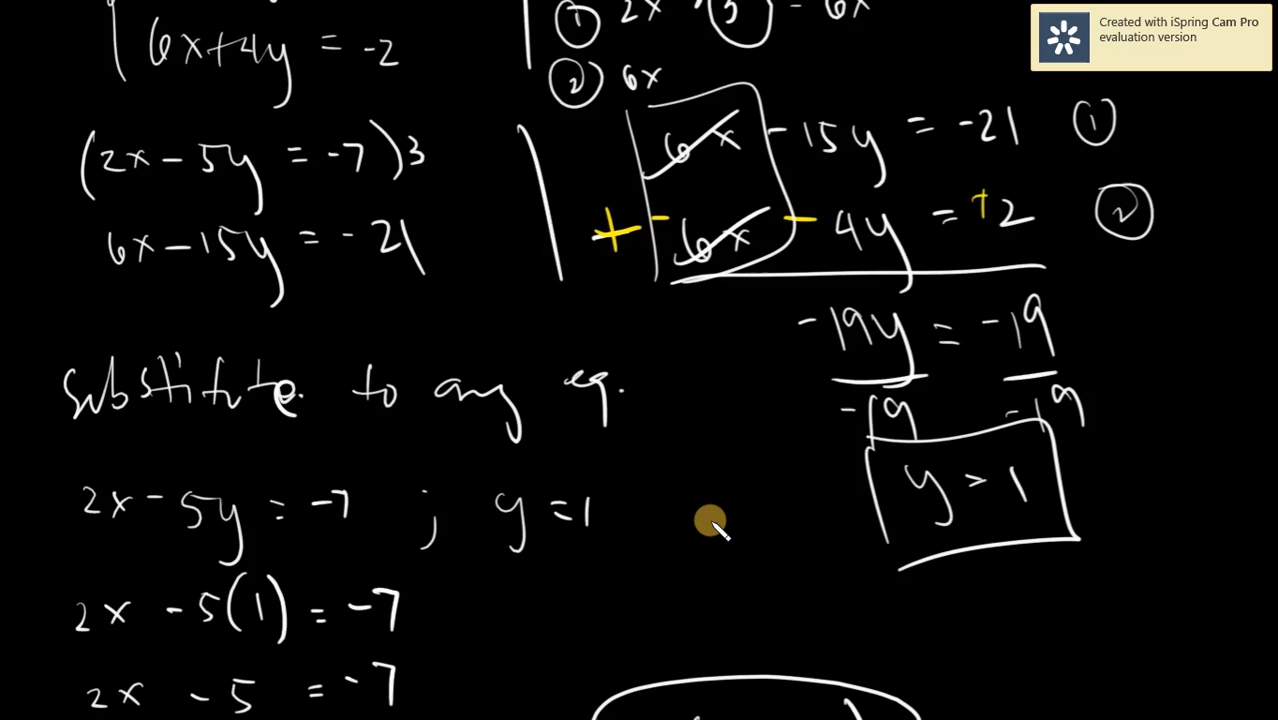 6x+4y = -2
(2x - 5y = -7)3
6x - 15y = -21
① 2x , ③ - 6x
② 6x
6x - 15y = -21 ①
+ - 6x - 4y = +2 ②
-19y = -19
-19 -19
y = 1
substitute to any eq.
2x - 5y = -7 ; y = 1
2x - 5(1) = -7
2x - 5 = -7
Created with iSpring Cam Pro
evaluation version